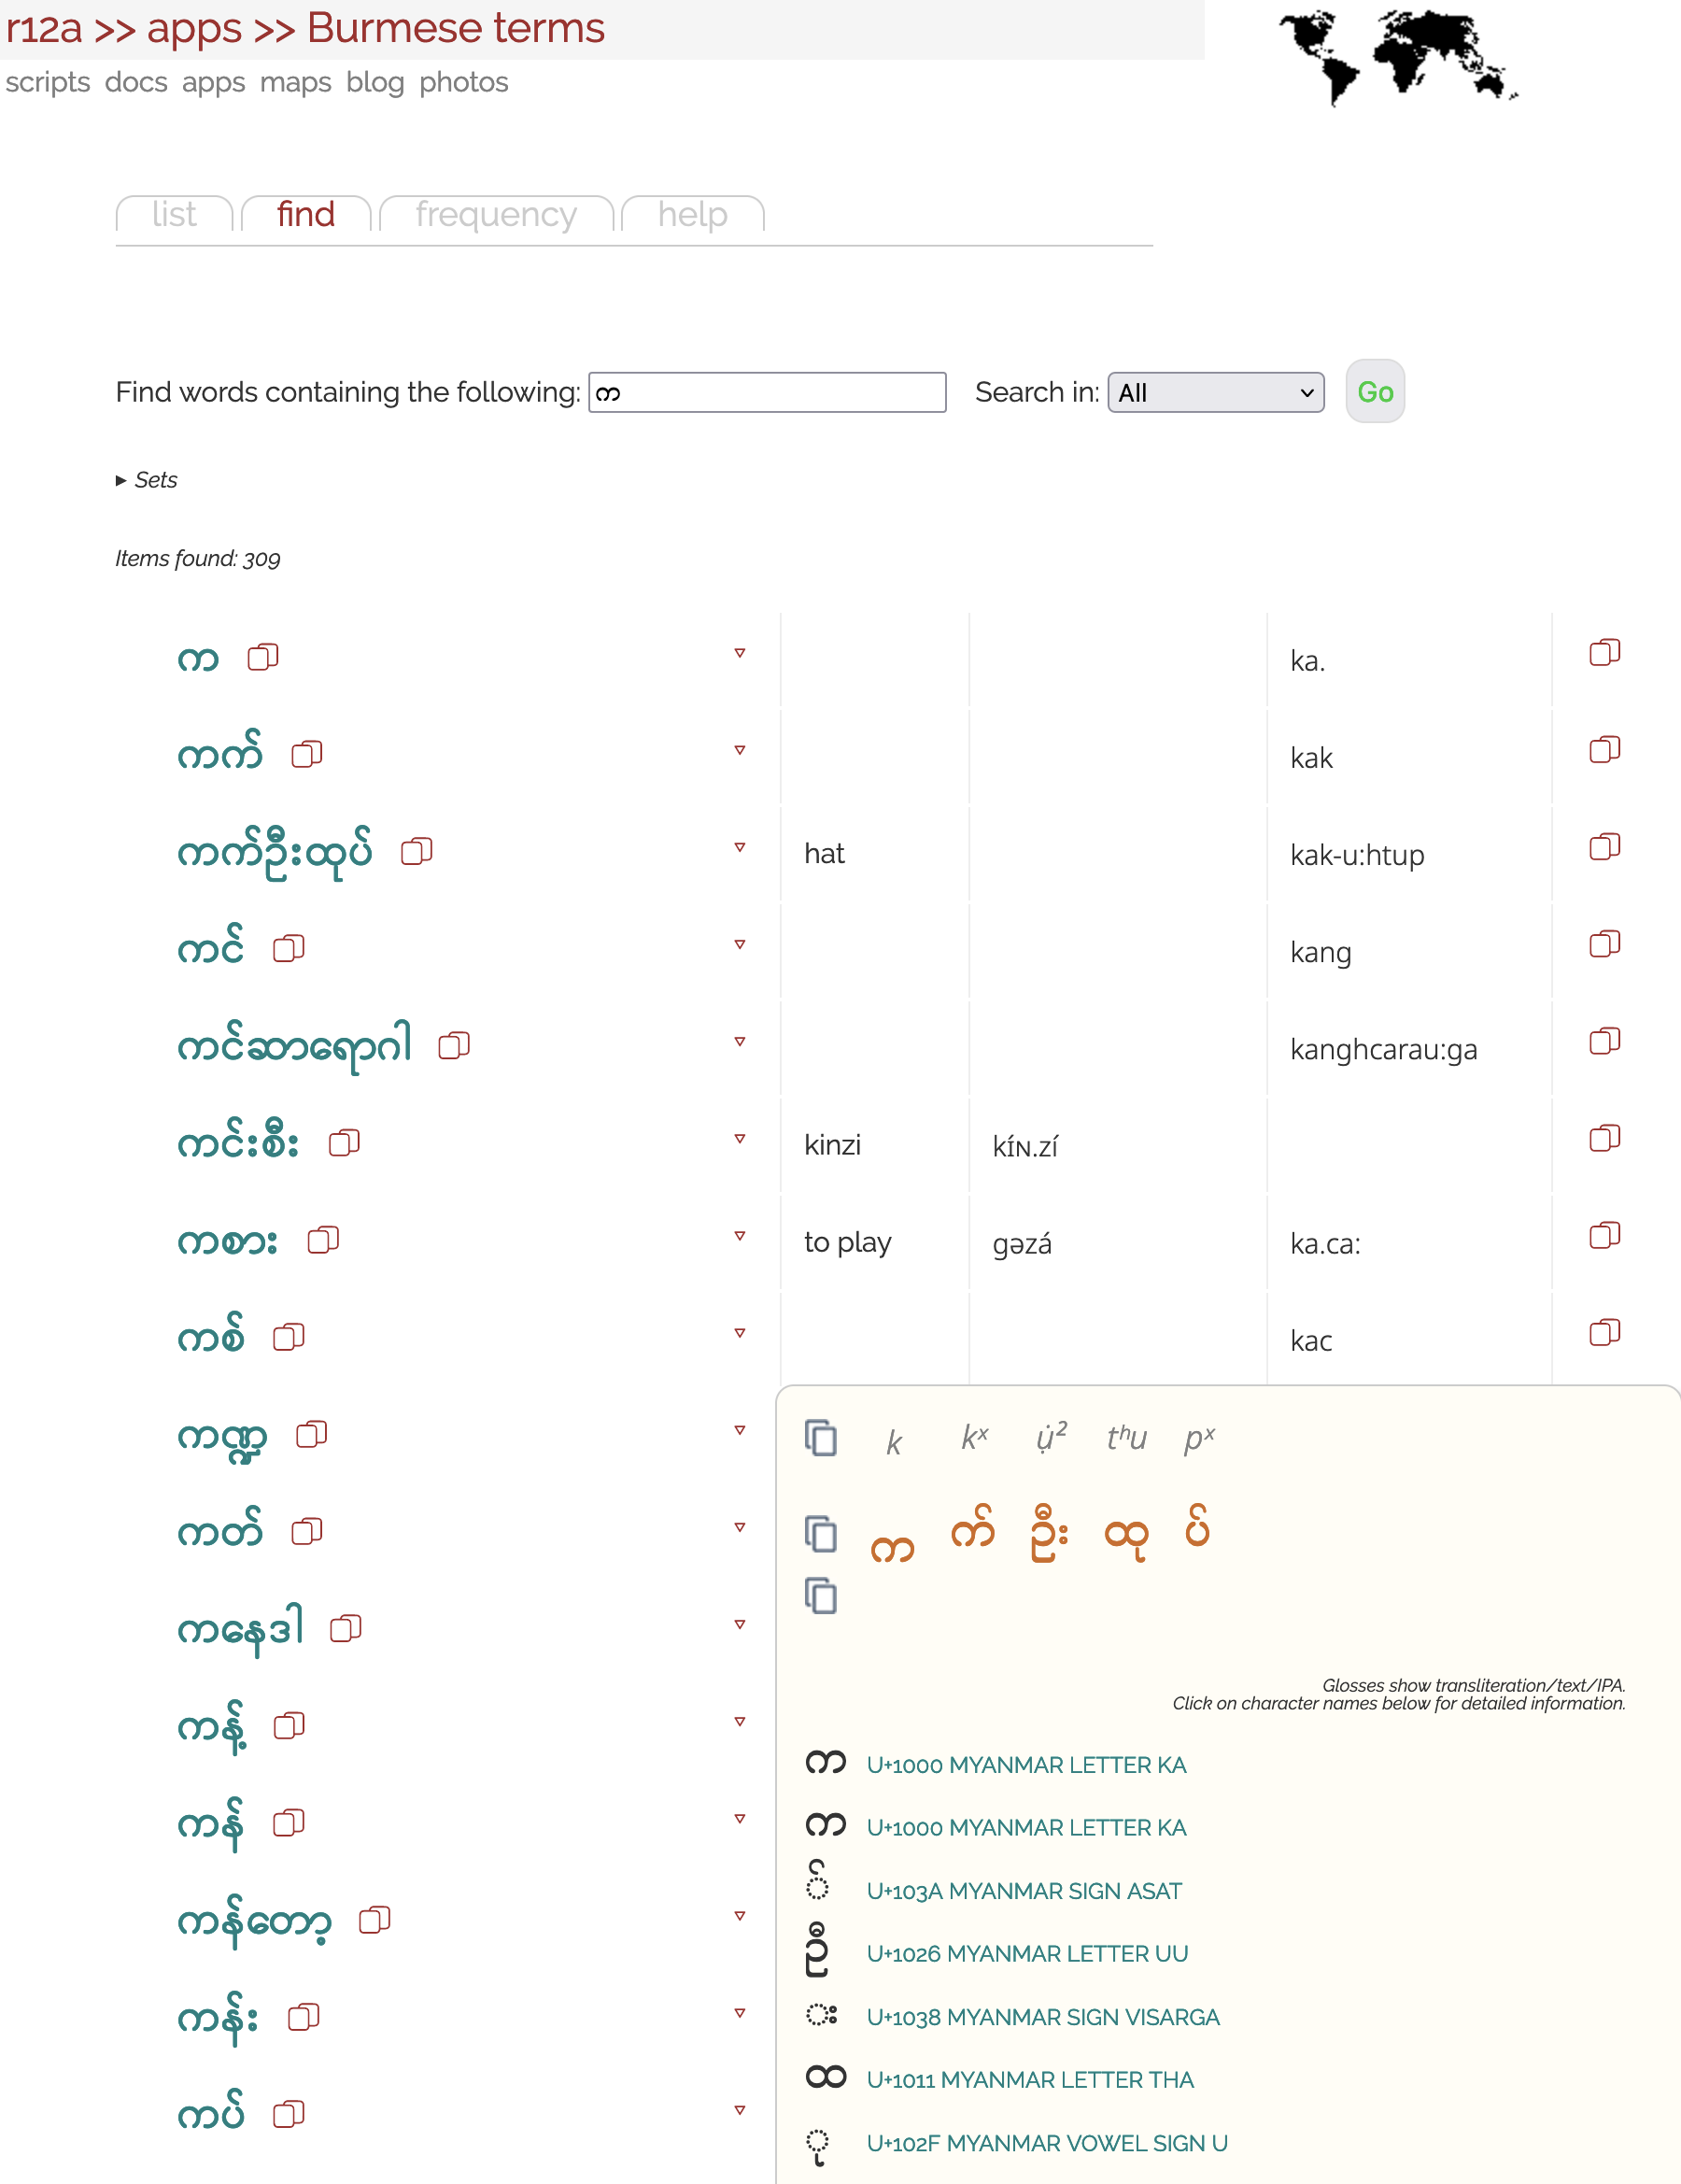 r12a >> apps >> Burmese terms
scripts docs apps maps blog photos
list find frequency help
Find words containing the following: က Search in: All Go
▸ Sets
Items found: 309
က ka.
ကက် kak
ကက်ဦးထုပ် hat kak-u:htup
ကင် kang
ကင်ဆာရောဂါ kanghcarau:ga
ကင်းစီး kinzi kɪ́ɴ.zí
ကစား to play ɡəzá ka.ca:
ကစ် kac
ကဏ္ဍ
ကတ်
ကနေဒါ
ကန့်
ကန်
ကန်တော့
ကန်း
ကပ်
k kˣ ụ̇² tʰu pˣ
က က် ဦး ထု ပ်
Glosses show transliteration/text/IPA.
Click on character names below for detailed information.
က U+1000 MYANMAR LETTER KA
က U+1000 MYANMAR LETTER KA
် U+103A MYANMAR SIGN ASAT
ဦ U+1026 MYANMAR LETTER UU
း U+1038 MYANMAR SIGN VISARGA
ထ U+1011 MYANMAR LETTER THA
ု U+102F MYANMAR VOWEL SIGN U